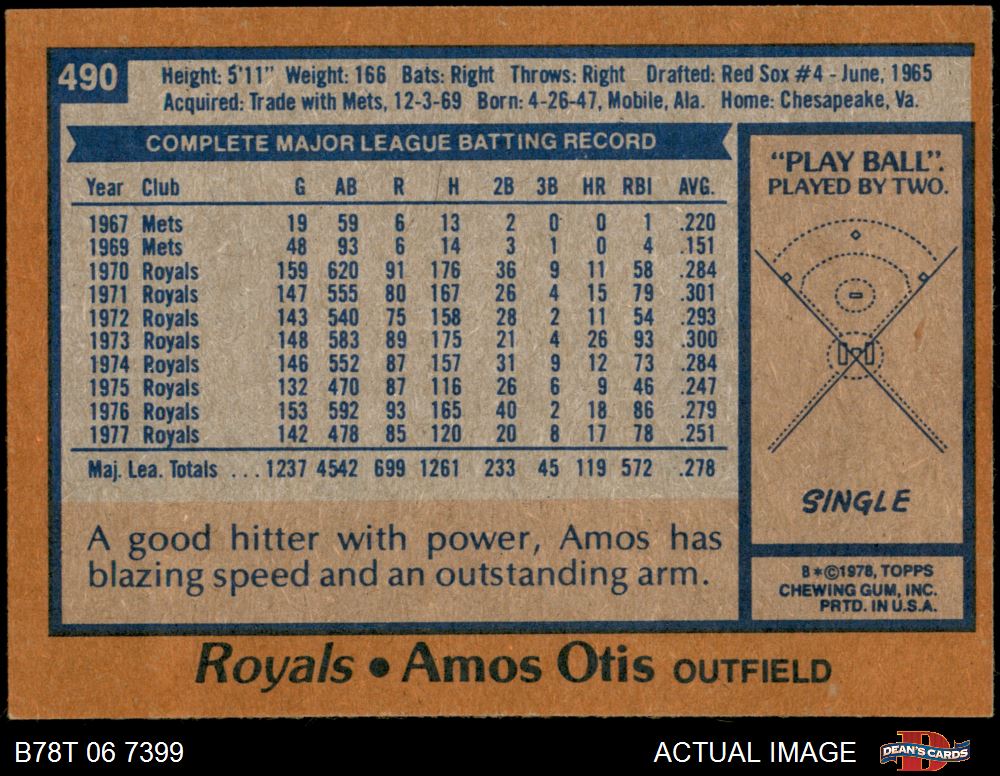 490
Height: 5'11" Weight: 166 Bats: Right Throws: Right Drafted: Red Sox #4 - June, 1965
Acquired: Trade with Mets, 12-3-69 Born: 4-26-47, Mobile, Ala. Home: Chesapeake, Va.
COMPLETE MAJOR LEAGUE BATTING RECORD
Year Club G AB R H 2B 3B HR RBI AVG.
1967 Mets 19 59 6 13 2 0 0 1 .220
1969 Mets 48 93 6 14 3 1 0 4 .151
1970 Royals 159 620 91 176 36 9 11 58 .284
1971 Royals 147 555 80 167 26 4 15 79 .301
1972 Royals 143 540 75 158 28 2 11 54 .293
1973 Royals 148 583 89 175 21 4 26 93 .300
1974 Royals 146 552 87 157 31 9 12 73 .284
1975 Royals 132 470 87 116 26 6 9 46 .247
1976 Royals 153 592 93 165 40 2 18 86 .279
1977 Royals 142 478 85 120 20 8 17 78 .251
Maj. Lea. Totals ...1237 4542 699 1261 233 45 119 572 .278
A good hitter with power, Amos has
blazing speed and an outstanding arm.
"PLAY BALL".
PLAYED BY TWO.
SINGLE
B*©1978, TOPPS
CHEWING GUM, INC.
PRTD. IN U.S.A.
Royals • Amos Otis OUTFIELD
B78T 06 7399
ACTUAL IMAGE
D
DEAN'S CARDS